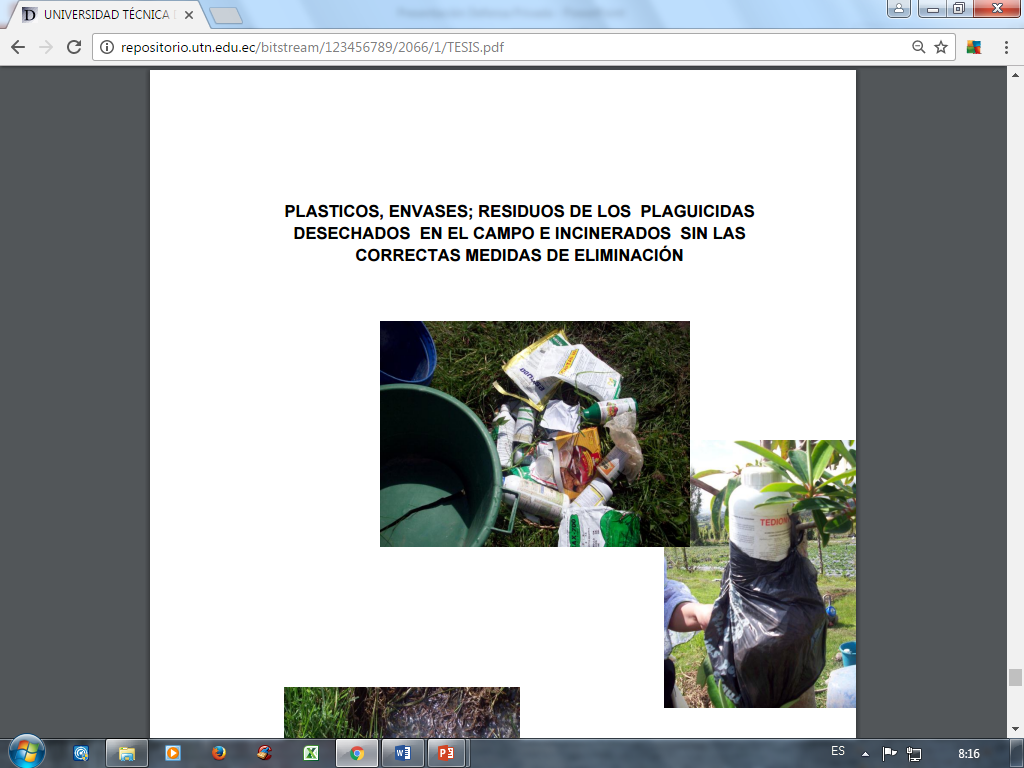 UNIVERSIDAD TÉCNICA
repositorio.utn.edu.ec/bitstream/123456789/2066/1/TESIS.pdf
PLASTICOS, ENVASES; RESIDUOS DE LOS PLAGUICIDAS
DESECHADOS EN EL CAMPO E INCINERADOS SIN LAS
CORRECTAS MEDIDAS DE ELIMINACIÓN
TEDION
ES
8:16